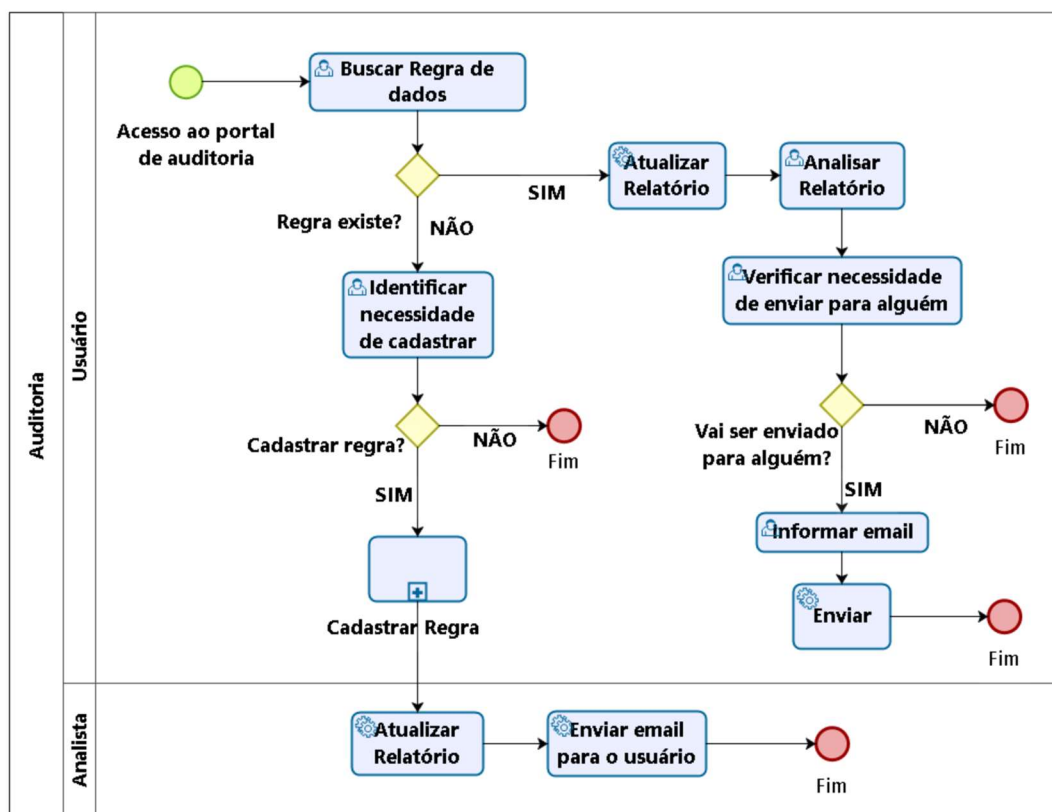 Auditoria
Usuário
Buscar Regra de
dados
Acesso ao portal
de auditoria
Regra existe?
SIM
NÃO
Atualizar
Relatório
Analisar
Relatório
Identificar
necessidade
de cadastrar
Verificar necessidade
de enviar para alguém
Cadastrar regra?
NÃO
Fim
SIM
Vai ser enviado
para alguém?
NÃO
Fim
SIM
Informar email
Cadastrar Regra
Enviar
Fim
Analista
Atualizar
Relatório
Enviar email
para o usuário
Fim